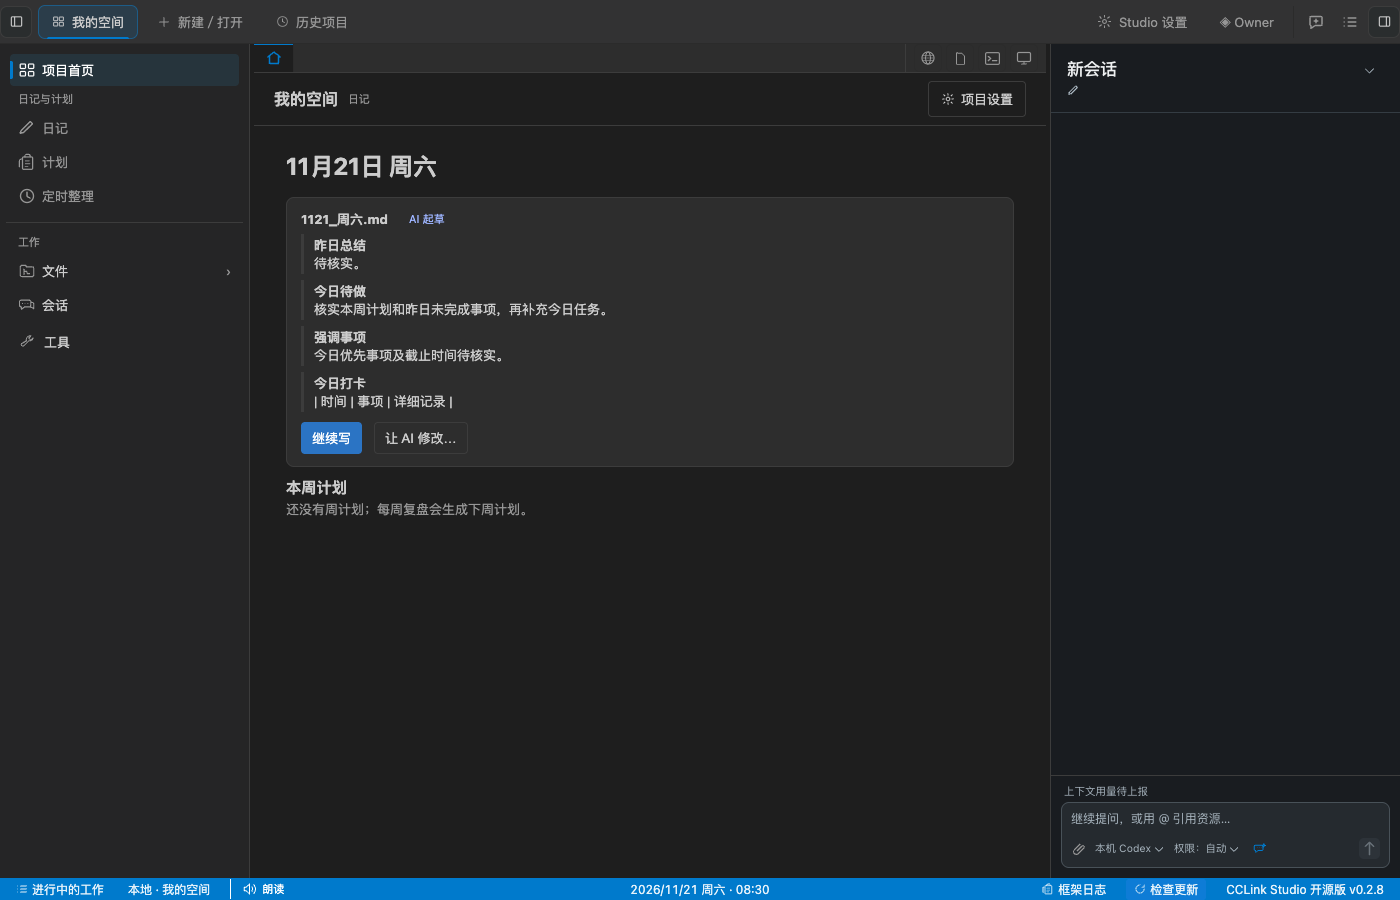 我的空间
新建 / 打开
历史项目
Studio 设置
Owner
项目首页
日记与计划
日记
计划
定时整理
工作
文件
会话
工具
我的空间 日记
项目设置
11月21日 周六
1121_周六.md AI 起草
昨日总结
待核实。
今日待做
核实本周计划和昨日未完成事项，再补充今日任务。
强调事项
今日优先事项及截止时间待核实。
今日打卡
| 时间 | 事项 | 详细记录 |
继续写
让 AI 修改...
本周计划
还没有周计划；每周复盘会生成下周计划。
新会话
上下文用量待上报
继续提问，或用 @ 引用资源...
本机 Codex
权限：自动
进行中的工作
本地 · 我的空间
朗读
2026/11/21 周六 · 08:30
框架日志
检查更新
CCLink Studio 开源版 v0.2.8